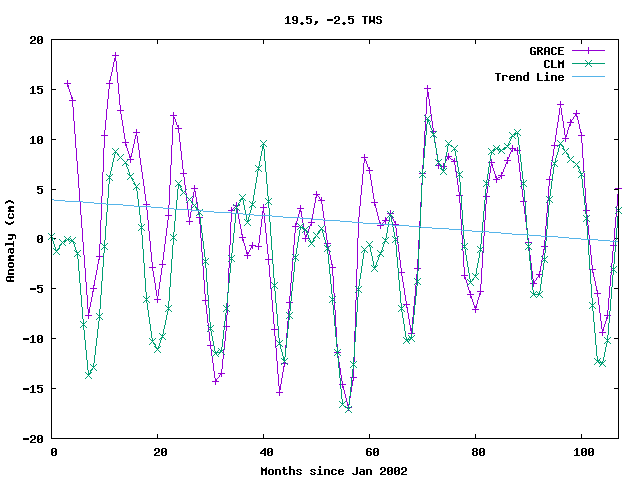 19.5, -2.5 TWS
GRACE
CLM
Trend Line
20
15
10
5
0
-5
-10
-15
-20
Anomaly (cm)
0 20 40 60 80 100
Months since Jan 2002